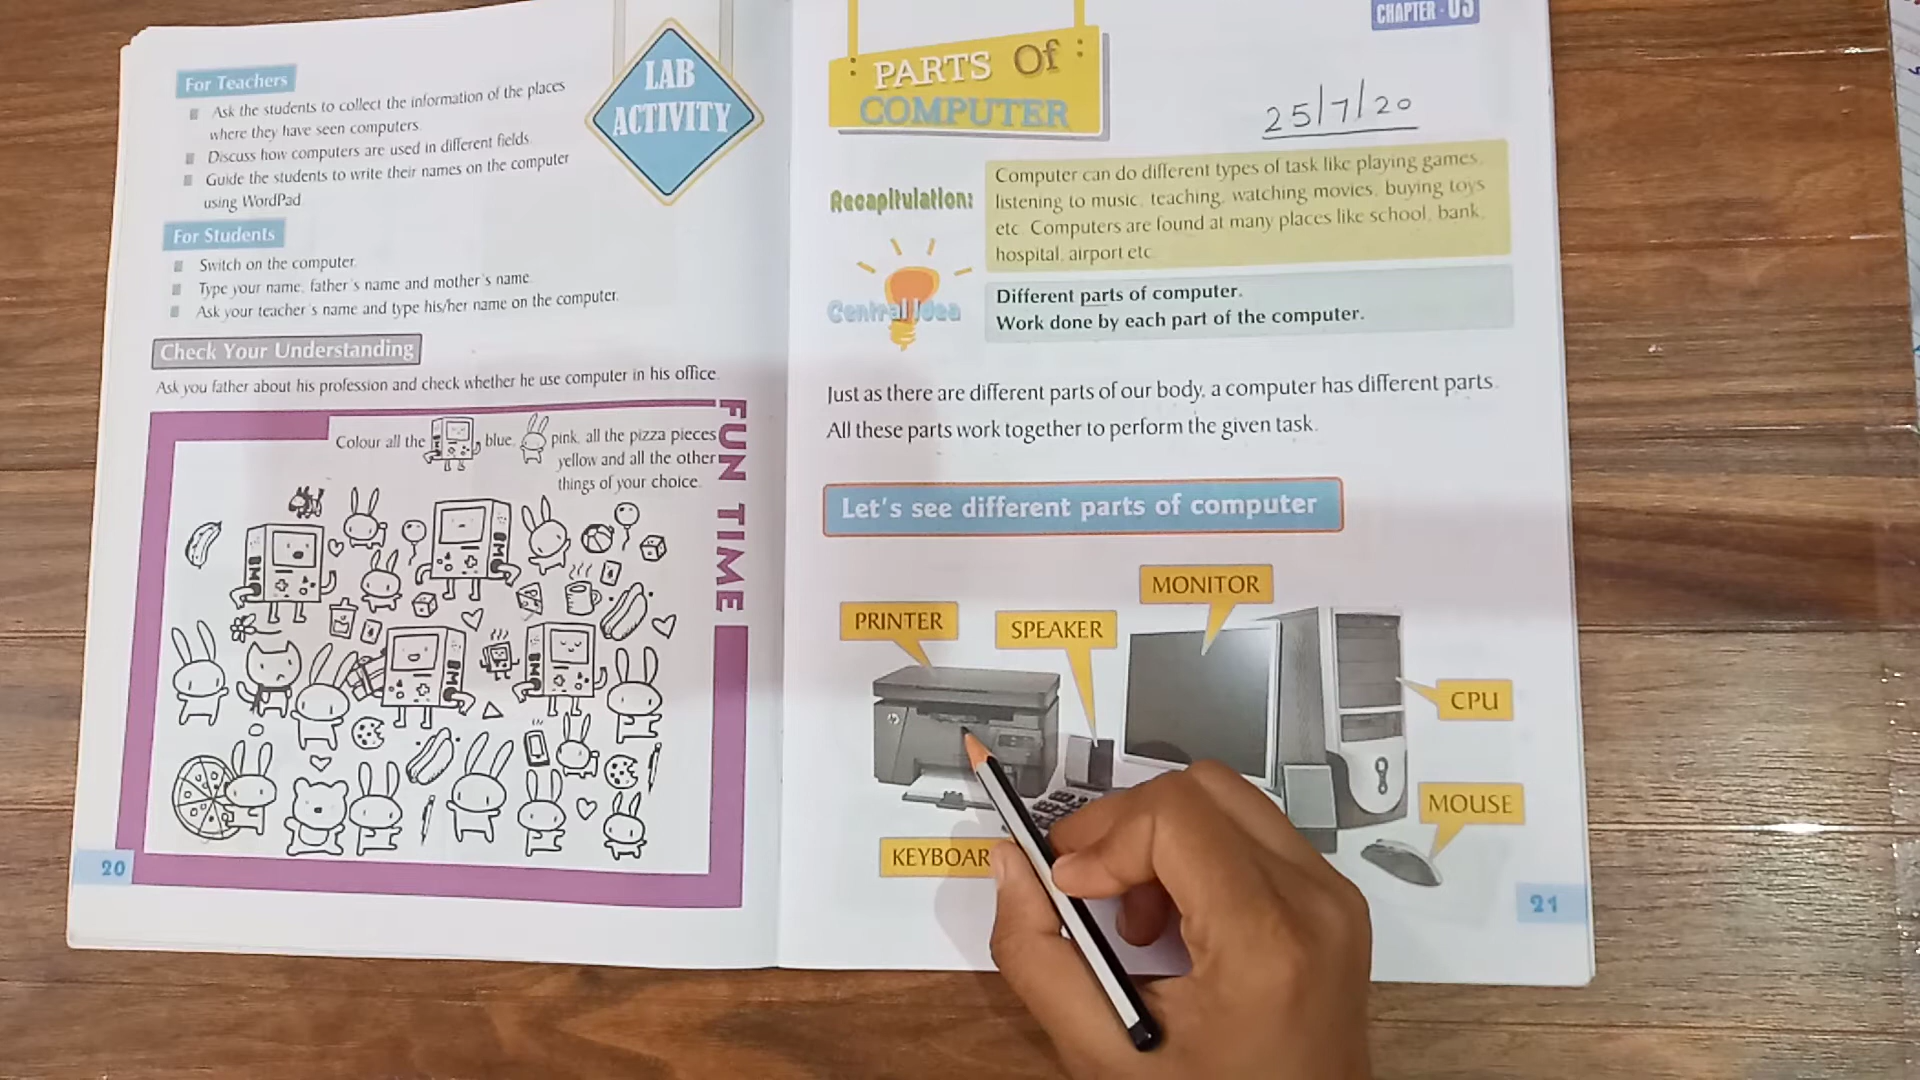 For Teachers
Ask the students to collect the information of the places
where they have seen computers.
Discuss how computers are used in different fields.
Guide the students to write their names on the computer
using WordPad.
For Students
Switch on the computer.
Type your name, father's name and mother's name.
Ask your teacher's name and type his/her name on the computer.
LAB
ACTIVITY
Check Your Understanding
Ask you father about his profession and check whether he use computer in his office.
Colour all the blue, pink, all the pizza pieces
yellow and all the other
things of your choice.
FUN TIME
BMO
BMO
BMO
BMO
20
CHAPTER - 03
PARTS Of
COMPUTER
25/7/20
Recapitulation:
Computer can do different types of task like playing games,
listening to music, teaching, watching movies, buying toys
etc. Computers are found at many places like school, bank,
hospital, airport etc.
Central Idea
Different parts of computer.
Work done by each part of the computer.
Just as there are different parts of our body, a computer has different parts.
All these parts work together to perform the given task.
Let's see different parts of computer
PRINTER
SPEAKER
MONITOR
CPU
MOUSE
KEYBOAR
hp
21